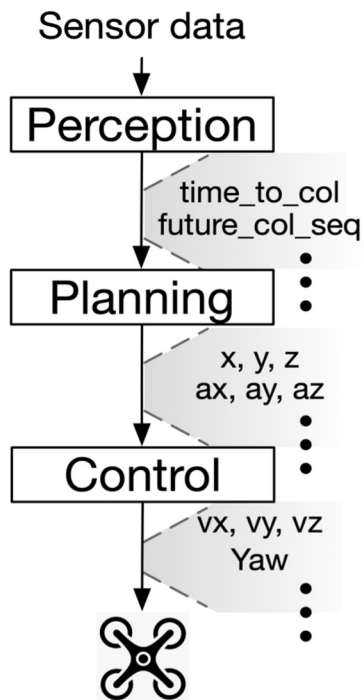 Sensor data
Perception
time_to_col
future_col_seq
Planning
x, y, z
ax, ay, az
Control
vx, vy, vz
Yaw